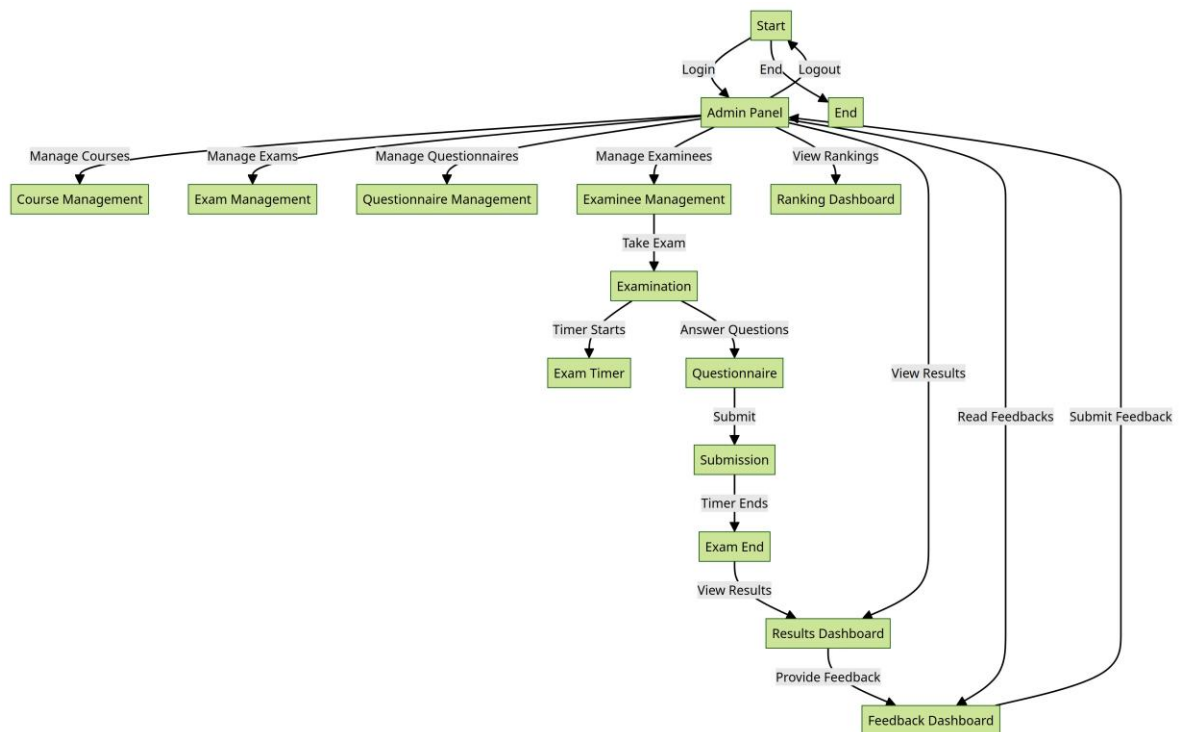 Start
Login
End
Logout
Admin Panel
End
Manage Courses
Manage Exams
Manage Questionnaires
Manage Examinees
View Rankings
Course Management
Exam Management
Questionnaire Management
Examinee Management
Ranking Dashboard
Take Exam
Examination
Timer Starts
Answer Questions
Exam Timer
Questionnaire
View Results
Submit
Read Feedbacks
Submit Feedback
Submission
Timer Ends
Exam End
View Results
Results Dashboard
Provide Feedback
Feedback Dashboard